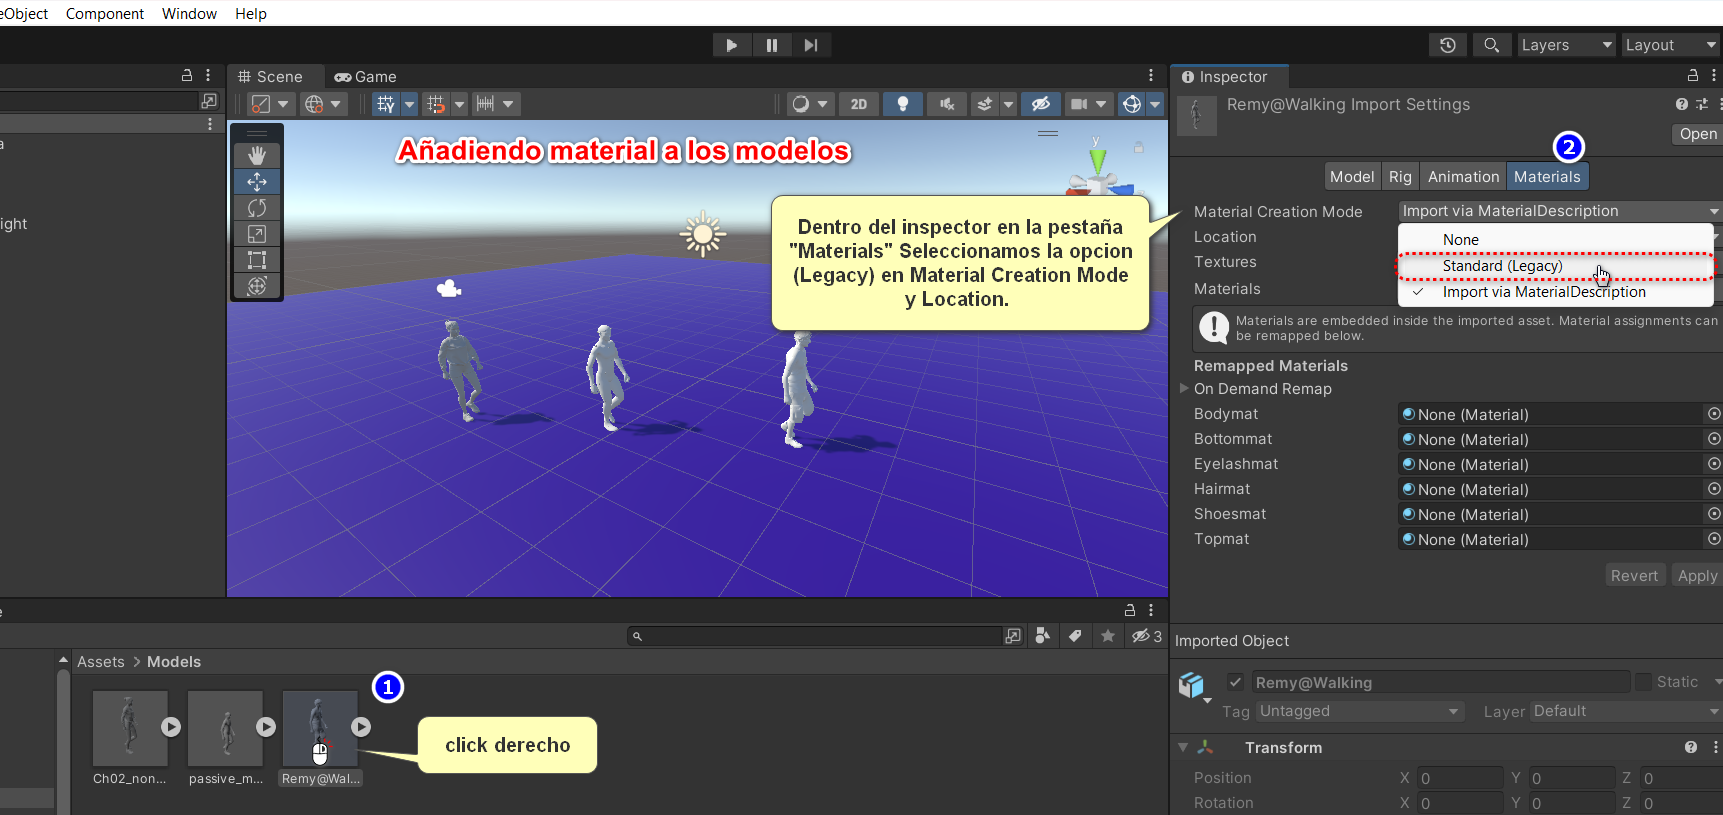 eObject Component Window Help
Layers Layout
Scene Game
Inspector
Remy@Walking Import Settings
2D
Open
a
Añadiendo material a los modelos
y
2
Model Rig Animation Materials
Dentro del inspector en la pestaña
"Materials" Seleccionamos la opcion
(Legacy) en Material Creation Mode
y Location.
Material Creation Mode Import via MaterialDescription
ight
Location
None
Textures
Standard (Legacy)
Materials
Import via MaterialDescription
Materials are embedded inside the imported asset. Material assignments can
be remapped below.
Remapped Materials
On Demand Remap
Bodymat None (Material)
Bottommat None (Material)
Eyelashmat None (Material)
Hairmat None (Material)
Shoesmat None (Material)
Topmat None (Material)
Revert Apply
e
3
Assets > Models
1
click derecho
Ch02_non... passive_m... Remy@Wal...
Imported Object
Remy@Walking Static
Tag Untagged Layer Default
Transform
Position X 0 Y 0 Z 0
Rotation X 0 Y 0 Z 0